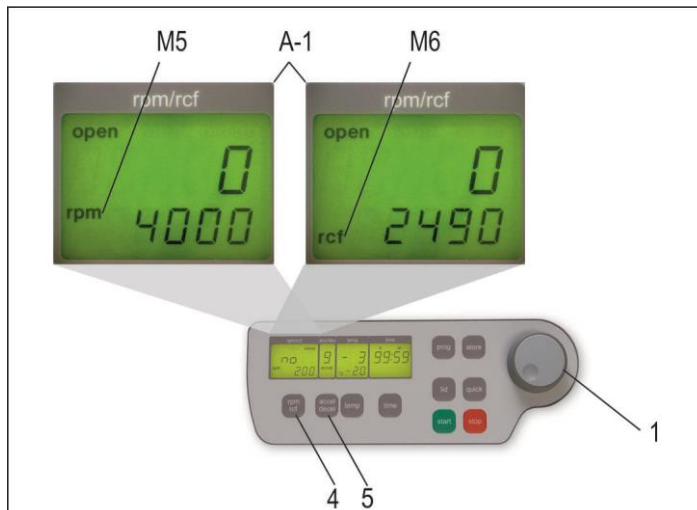 M5 A-1 M6
rpm/rcf rpm/rcf
open open
0 0
rpm 4000 rcf 2490
no 9 - 3 99:59
200 -20
prog store
rpm rcf accel decel temp time
lid quick
start stop
4 5 1